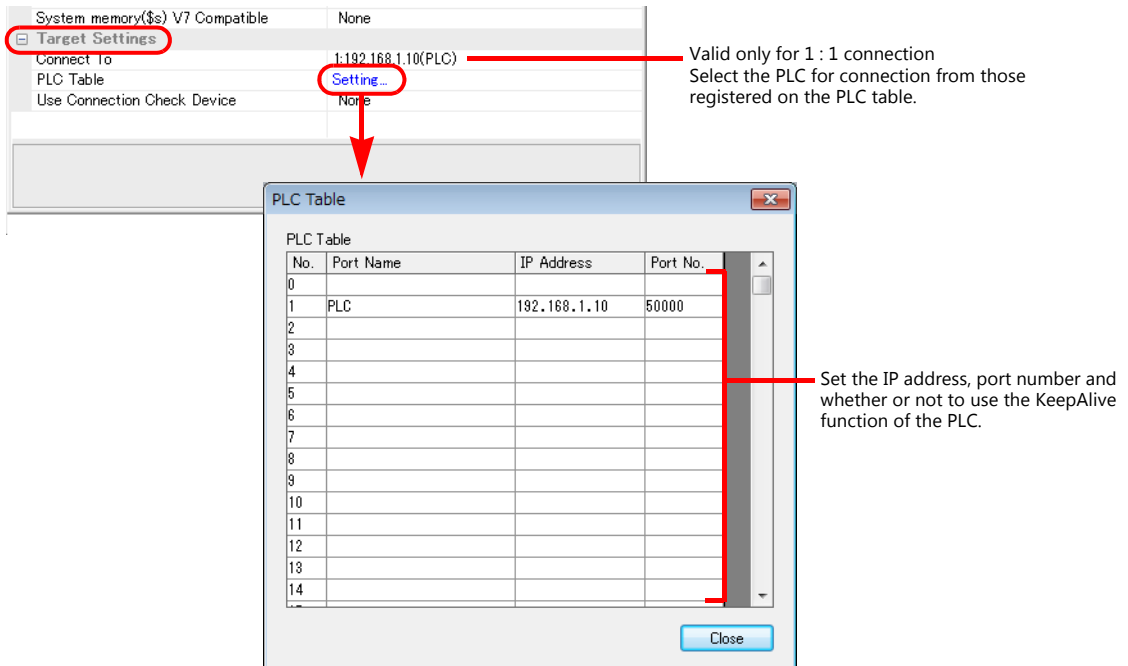 System memory($s) V7 Compatible None
Target Settings
Connect To 1:192.168.1.10(PLC)
PLC Table Setting...
Use Connection Check Device None
Valid only for 1 : 1 connection
Select the PLC for connection from those
registered on the PLC table.
PLC Table
PLC Table
No. Port Name IP Address Port No.
0
1 PLC 192.168.1.10 50000
2
3
4
5
6
7
8
9
10
11
12
13
14
Set the IP address, port number and
whether or not to use the KeepAlive
function of the PLC.
Close